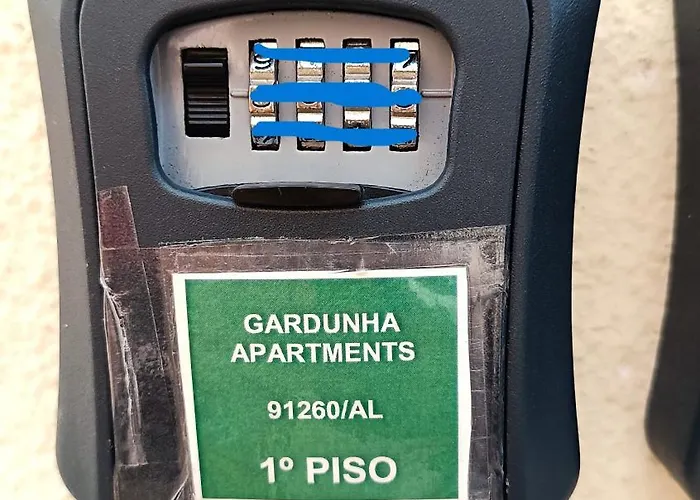 GARDUNHA
APARTMENTS
91260/AL
1º PISO